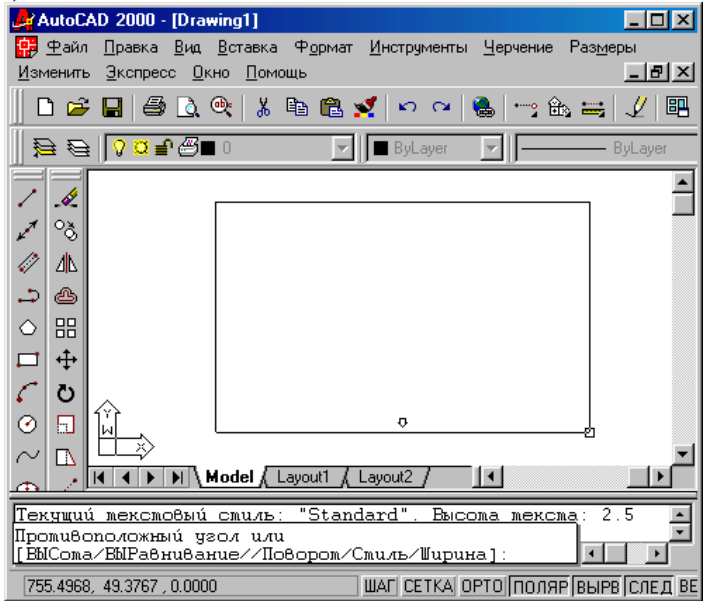 AutoCAD 2000 - [Drawing1]
Файл Правка Вид Вставка Формат Инструменты Черчение Размеры
Изменить Экспресс Окно Помощь
0 ByLayer ByLayer
Y
W
X
Model Layout1 Layout2
Текущий текстовый стиль: "Standard". Высота текста: 2.5
Противоположный угол или
[ВЫСота/ВЫРавнивание//Поворот/Стиль/Ширина]:
755.4968, 49.3767 , 0.0000 ШАГ СЕТКА ОРТО ПОЛЯР ВЫРВ СЛЕД ВЕ